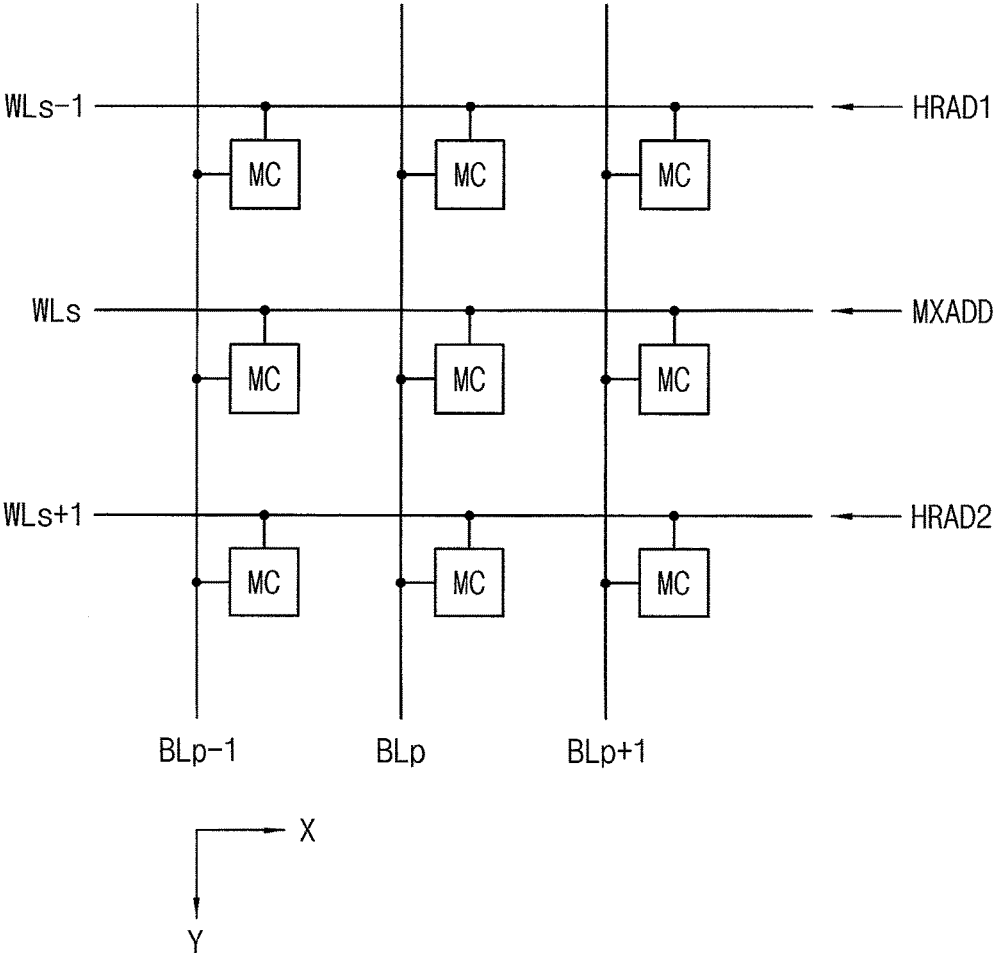 WLs-1 HRAD1
MC MC MC
WLs MXADD
MC MC MC
WLs+1 HRAD2
MC MC MC
BLp-1 BLp BLp+1
X
Y